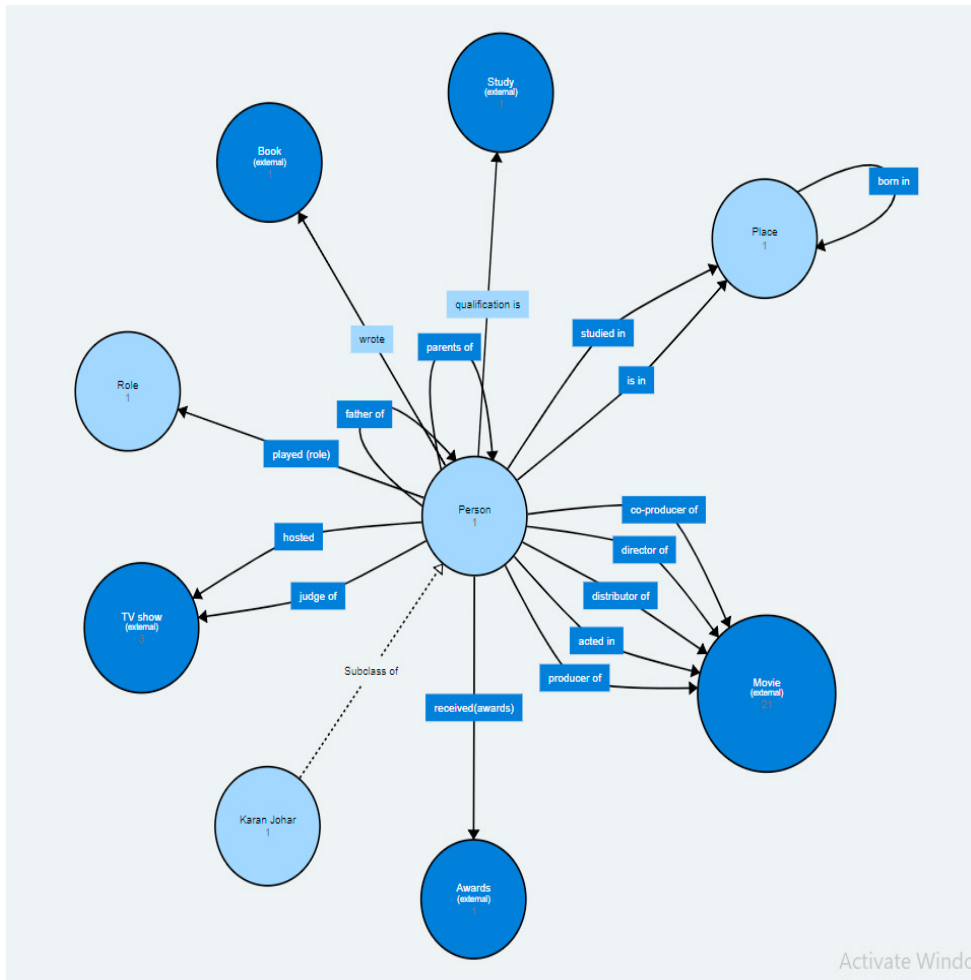 Study
(external)
1
Book
(external)
1
born in
Place
1
qualification is
studied in
wrote
parents of
is in
Role
1
father of
played (role)
Person
1
co-producer of
hosted
director of
judge of
distributor of
TV show
(external)
3
acted in
Subclass of
producer of
Movie
(external)
21
received(awards)
Karan Johar
1
Awards
(external)
1
Activate Windo